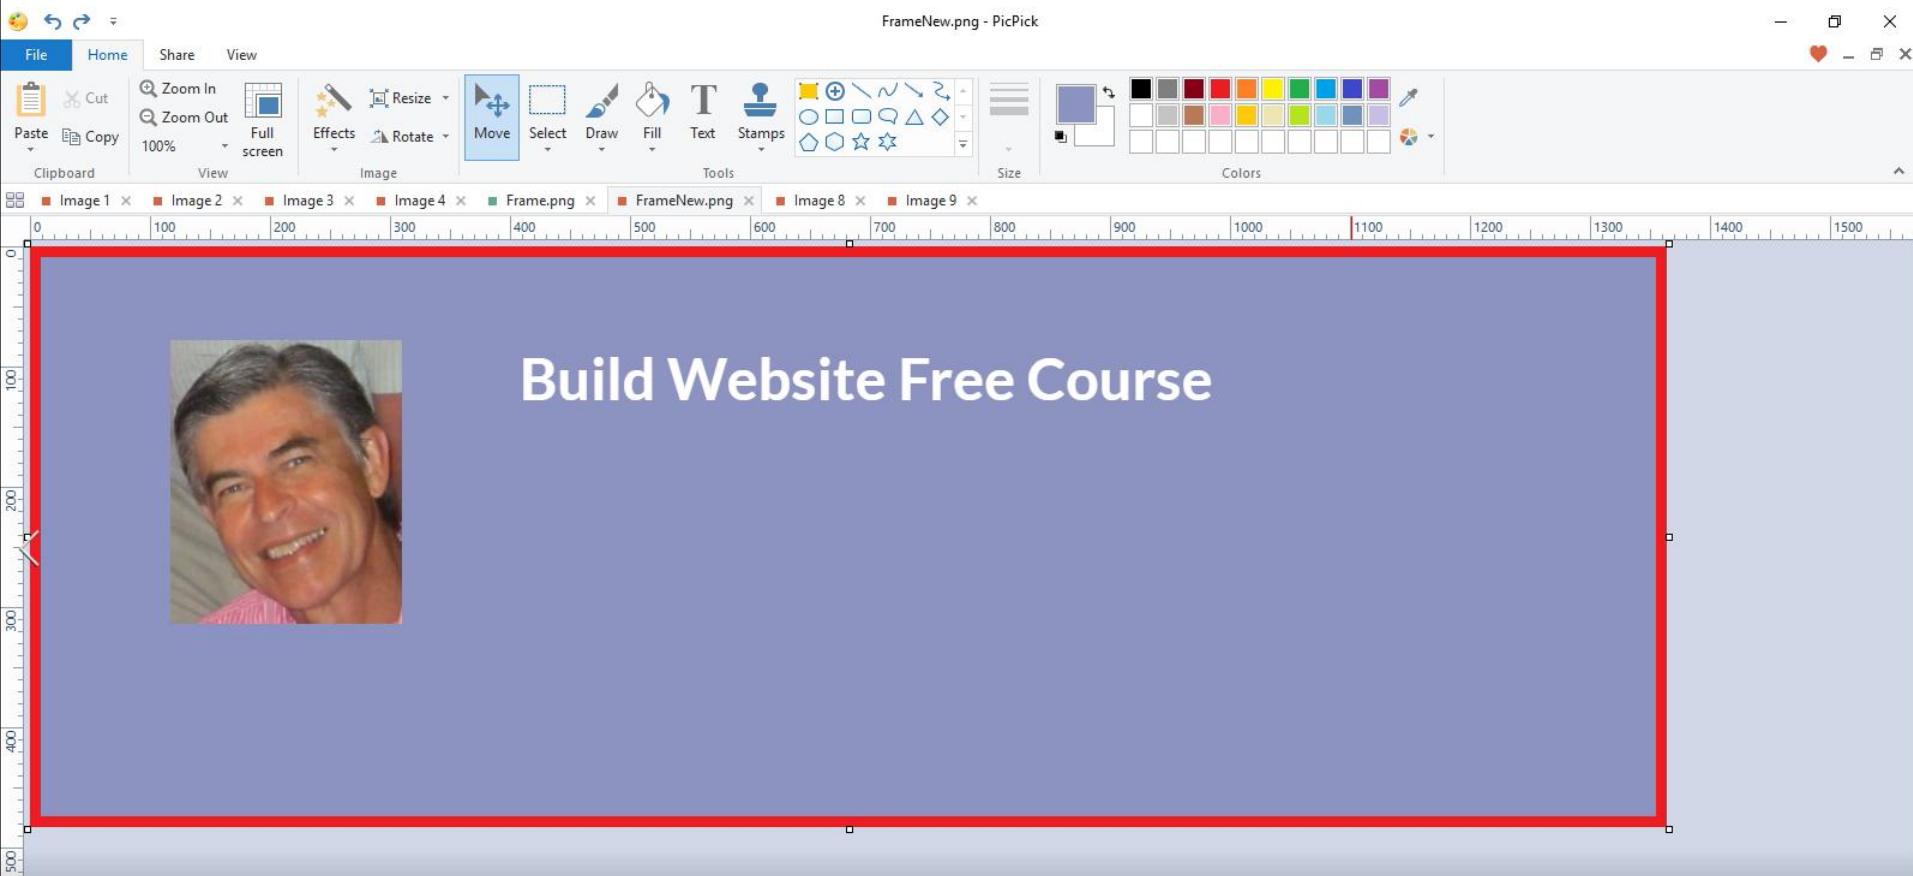 FrameNew.png - PicPick
File Home Share View
Paste Cut Copy Zoom In Zoom Out 100% Full screen Effects Resize Rotate Move Select Draw Fill Text Stamps
Clipboard View Image Tools Size Colors
Image 1 Image 2 Image 3 Image 4 Frame.png FrameNew.png Image 8 Image 9
0 100 200 300 400 500 600 700 800 900 1000 1100 1200 1300 1400 1500
0
100
200
300
400
500
Build Website Free Course